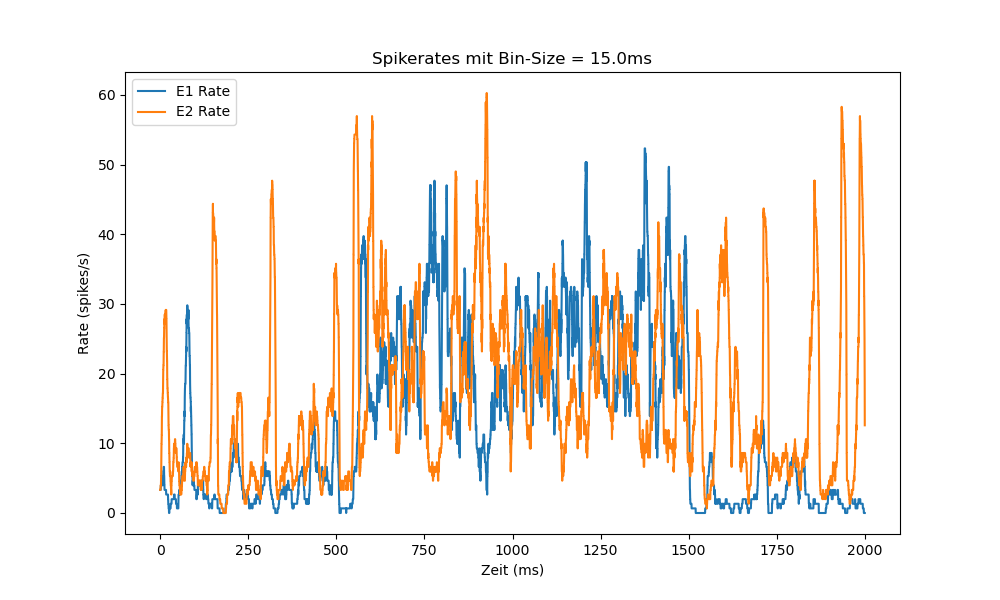 Spikerates mit Bin-Size = 15.0ms
E1 Rate
E2 Rate
60
50
40
30
20
10
0
Rate (spikes/s)
0 250 500 750 1000 1250 1500 1750 2000
Zeit (ms)